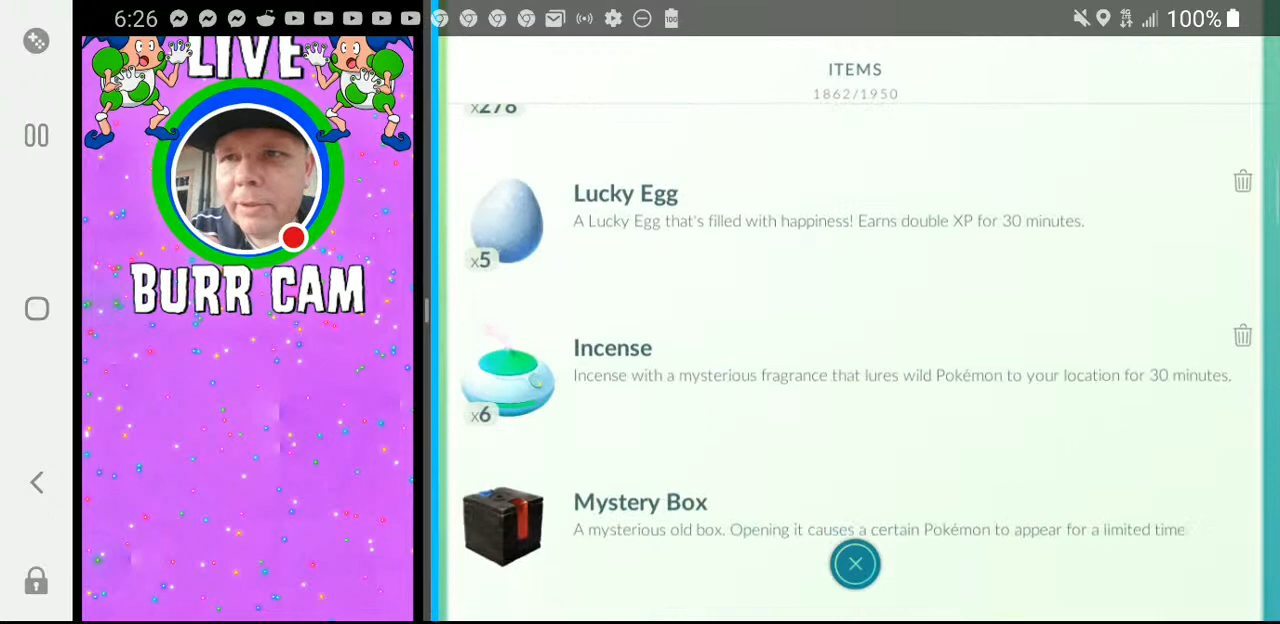 6:26
100
4G
100%
LIVE
BURR CAM
ITEMS
1862/1950
x278
Lucky Egg
A Lucky Egg that's filled with happiness! Earns double XP for 30 minutes.
x5
Incense
Incense with a mysterious fragrance that lures wild Pokémon to your location for 30 minutes.
x6
Mystery Box
A mysterious old box. Opening it causes a certain Pokémon to appear for a limited time